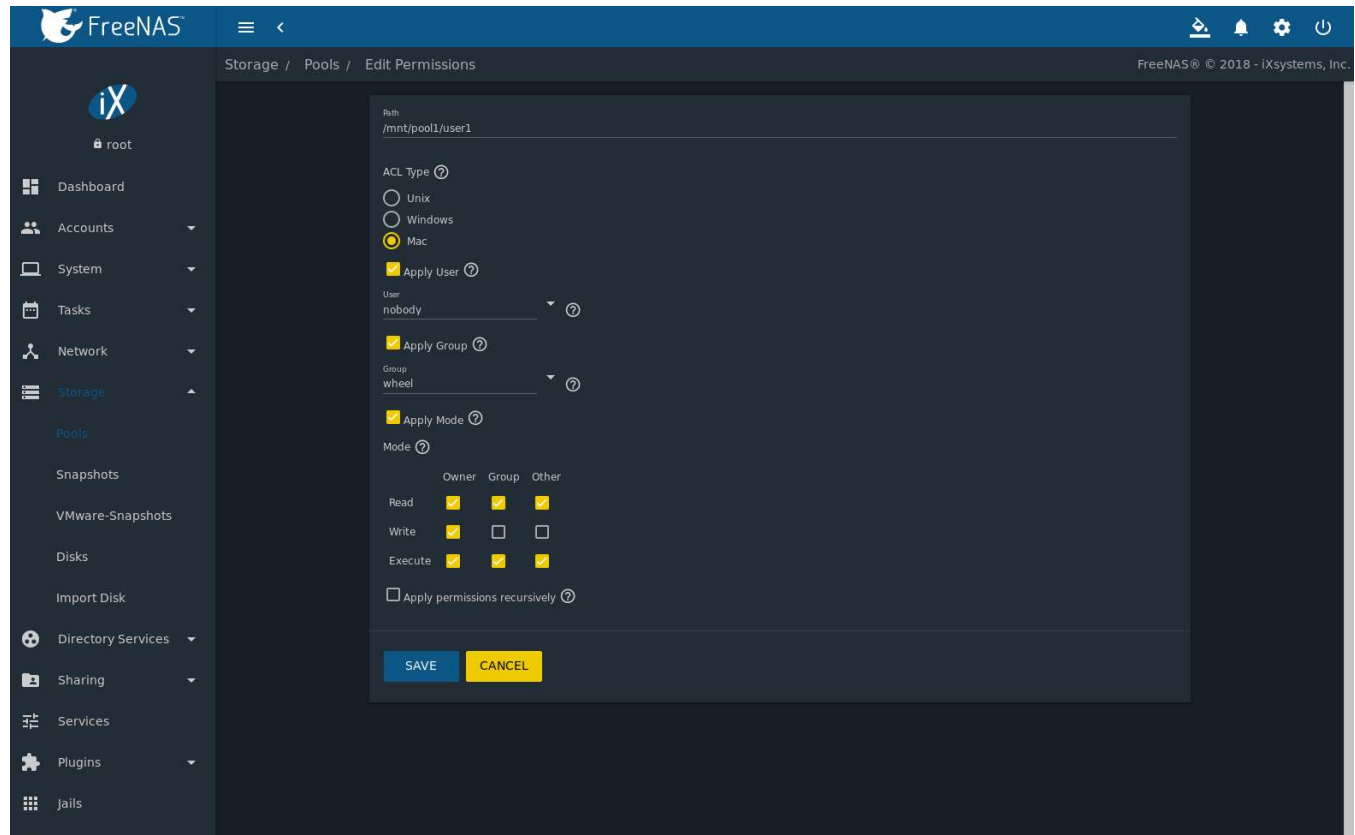 FreeNAS™
Storage / Pools / Edit Permissions
FreeNAS® © 2018 - iXsystems, Inc.
iX
root
Dashboard
Accounts
System
Tasks
Network
Storage
Pools
Snapshots
VMware-Snapshots
Disks
Import Disk
Directory Services
Sharing
Services
Plugins
Jails
Path
/mnt/pool1/user1
ACL Type ?
Unix
Windows
Mac
Apply User ?
User
nobody ?
Apply Group ?
Group
wheel ?
Apply Mode ?
Mode ?
Owner Group Other
Read
Write
Execute
Apply permissions recursively ?
SAVE CANCEL